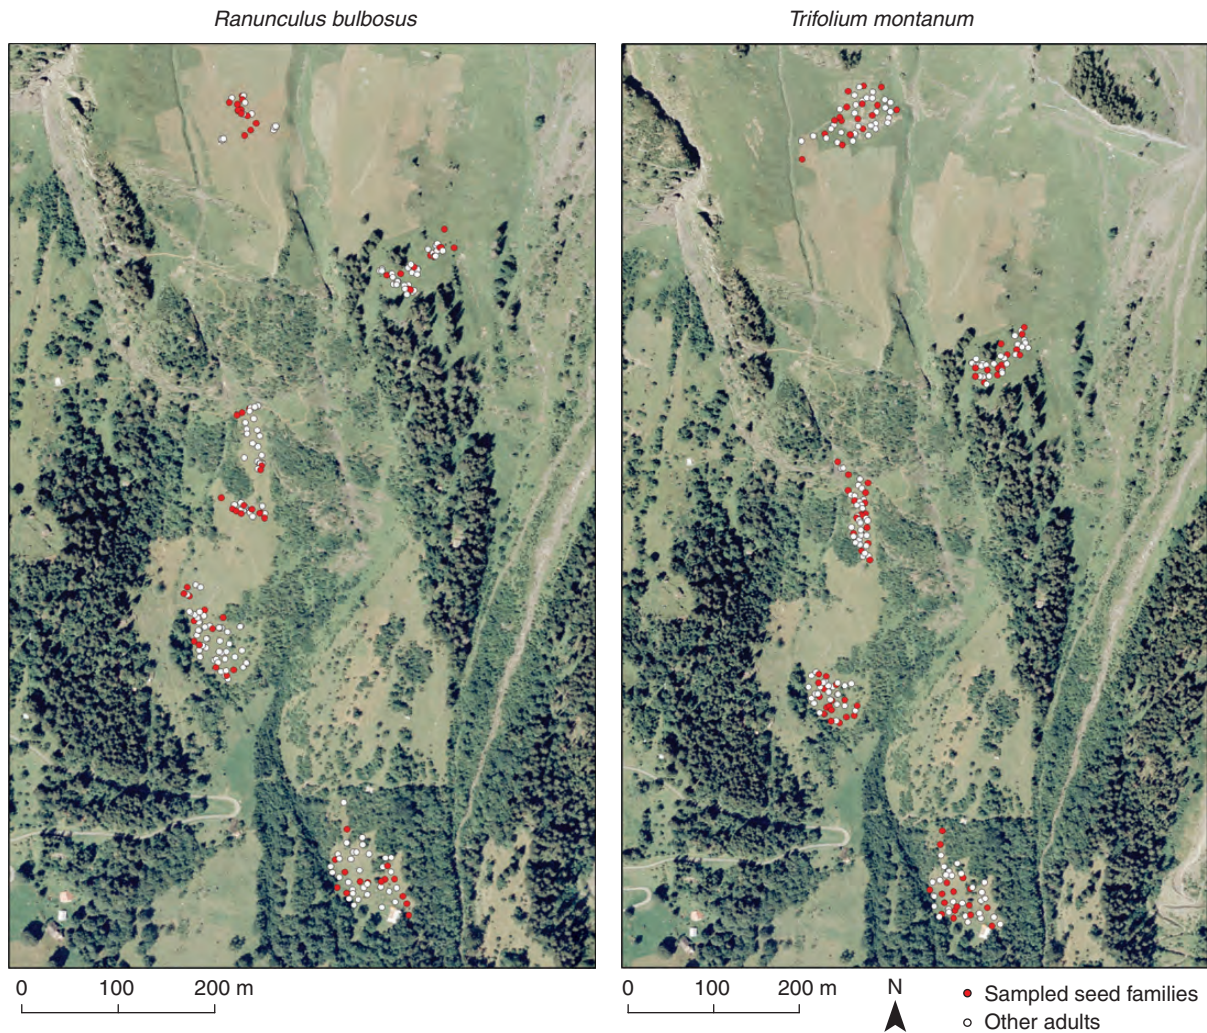 Ranunculus bulbosus
Trifolium montanum
0 100 200 m
0 100 200 m
N
Sampled seed families
Other adults